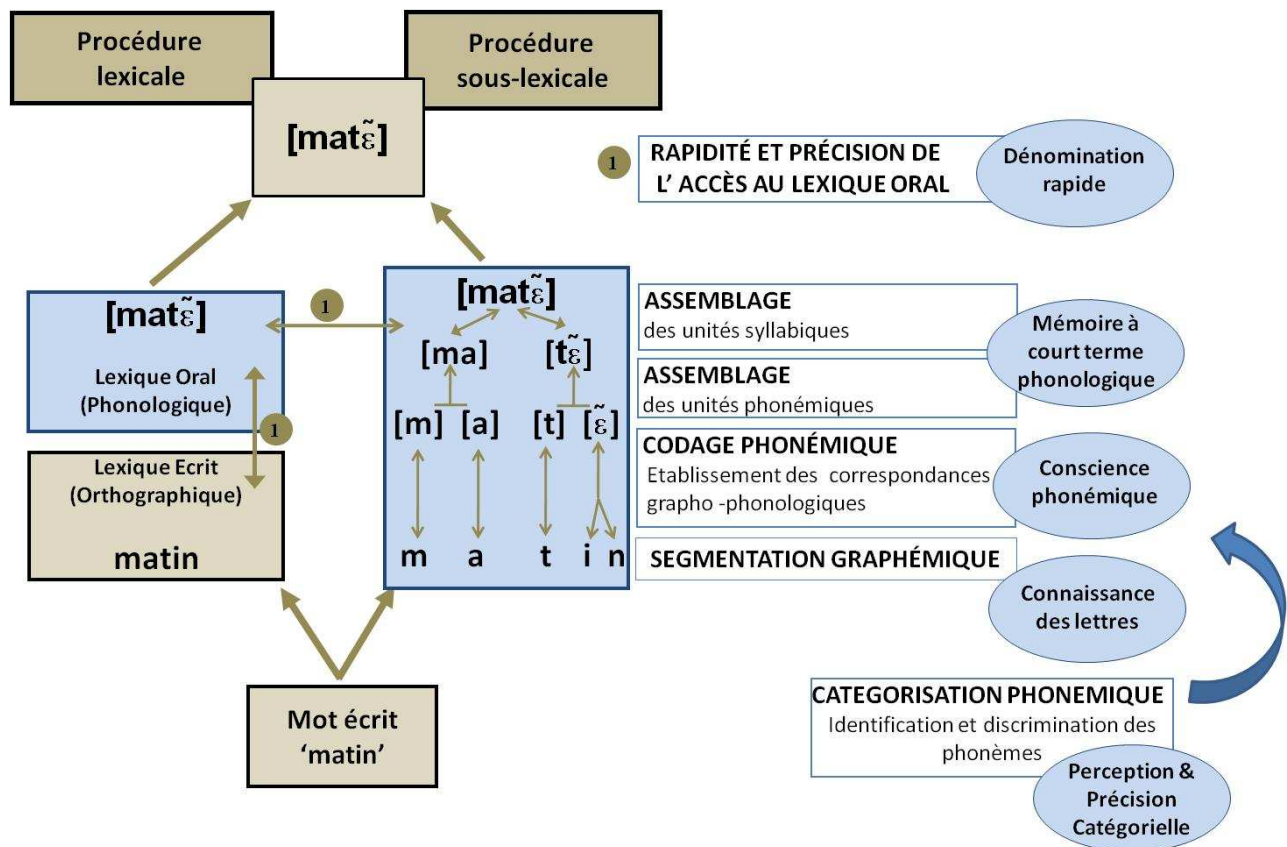 Procédure
lexicale
Procédure
sous-lexicale
[matɛ̃]
1
RAPIDITÉ ET PRÉCISION DE
L’ ACCÈS AU LEXIQUE ORAL
Dénomination
rapide
[matɛ̃]
Lexique Oral
(Phonologique)
1
1
Lexique Ecrit
(Orthographique)
matin
[matɛ̃]
[ma] [tɛ̃]
[m] [a] [t] [ɛ̃]
m a t i n
ASSEMBLAGE
des unités syllabiques
ASSEMBLAGE
des unités phonémiques
Mémoire à
court terme
phonologique
CODAGE PHONÉMIQUE
Etablissement des correspondances
grapho -phonologiques
Conscience
phonémique
SEGMENTATION GRAPHÉMIQUE
Connaissance
des lettres
Mot écrit
‘matin’
CATEGORISATION PHONEMIQUE
Identification et discrimination des
phonèmes
Perception &
Précision
Catégorielle